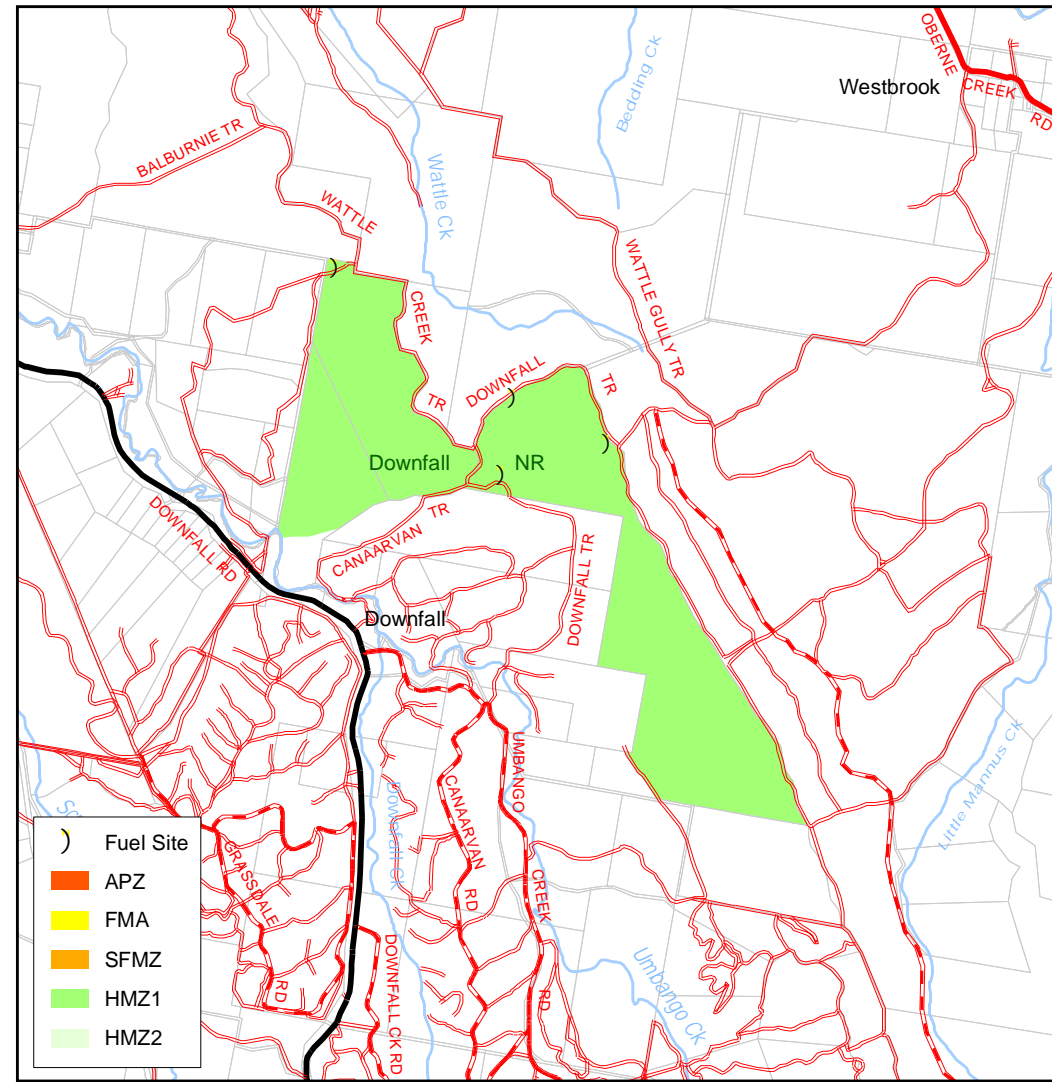 OBERNE
CREEK
RD
Westbrook
Bedding Ck
BALBURNIE TR
Wattle Ck
WATTLE
CREEK
TR
WATTLE GULLY TR
DOWNFALL
TR
Downfall NR
CANAARVAN TR
DOWNFALL RD
DOWNFALL TR
Downfall
UMBANGO
CREEK
RD
CANAARVAN
RD
Downfall CK
Little Mannus Ck
GRASSDALE
RD
DOWNFALL CK RD
Umbango Ck
Fuel Site
APZ
FMA
SFMZ
HMZ1
HMZ2